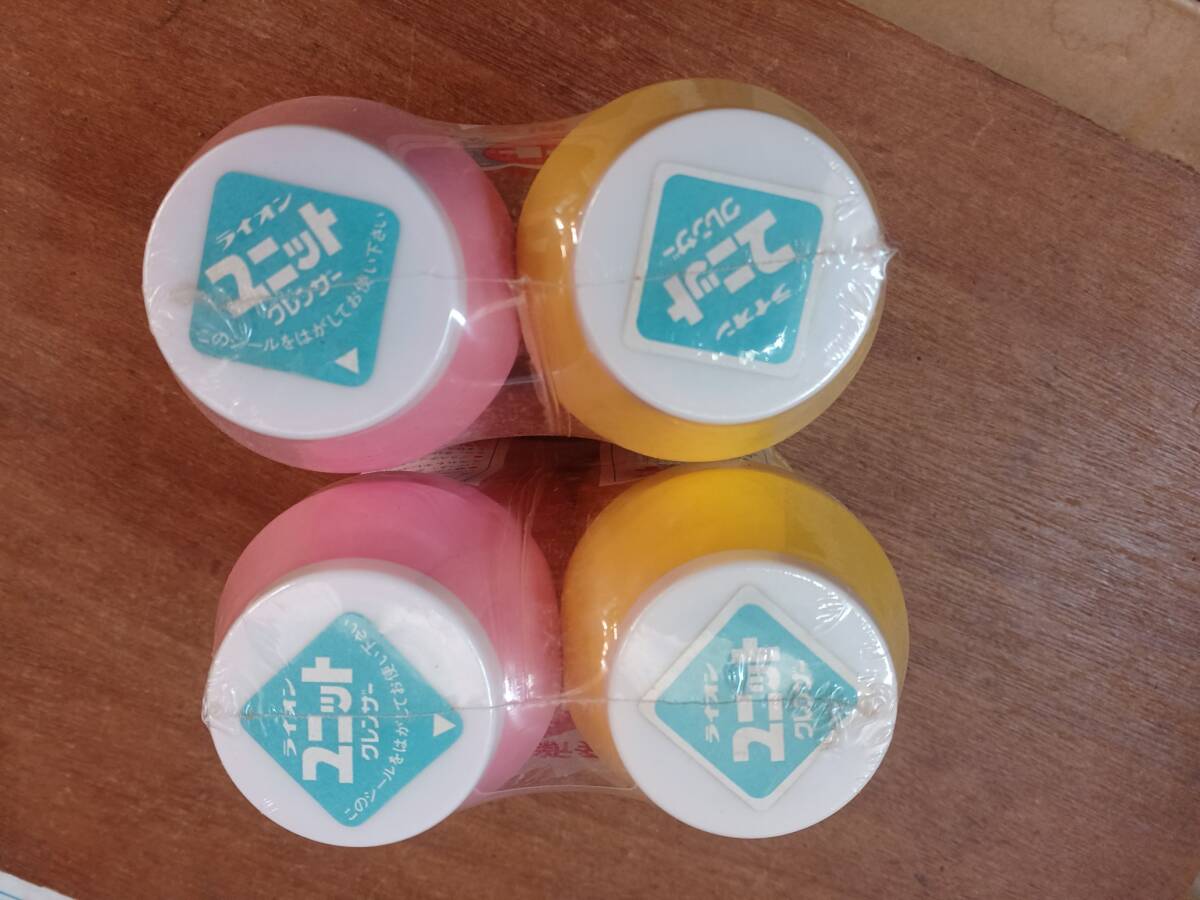 ライオン
ユニット
クレンザー
このシールをはがしてお使い下さい
ライオン
ユニット
クレンザー
ライオン
ユニット
クレンザー
このシールをはがしてお使い下さい
ライオン
ユニット
クレンザー